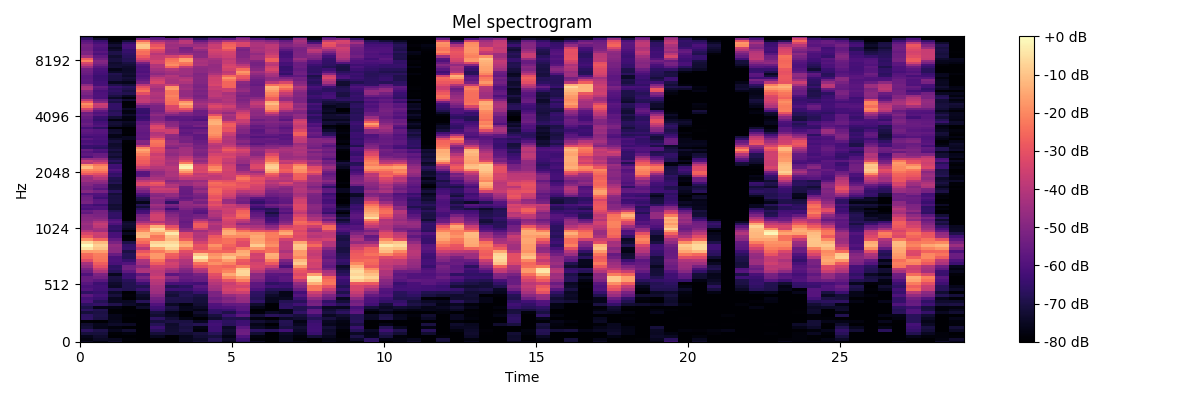 Mel spectrogram
Hz
8192
4096
2048
1024
512
0
0 5 10 15 20 25
Time
+0 dB
-10 dB
-20 dB
-30 dB
-40 dB
-50 dB
-60 dB
-70 dB
-80 dB